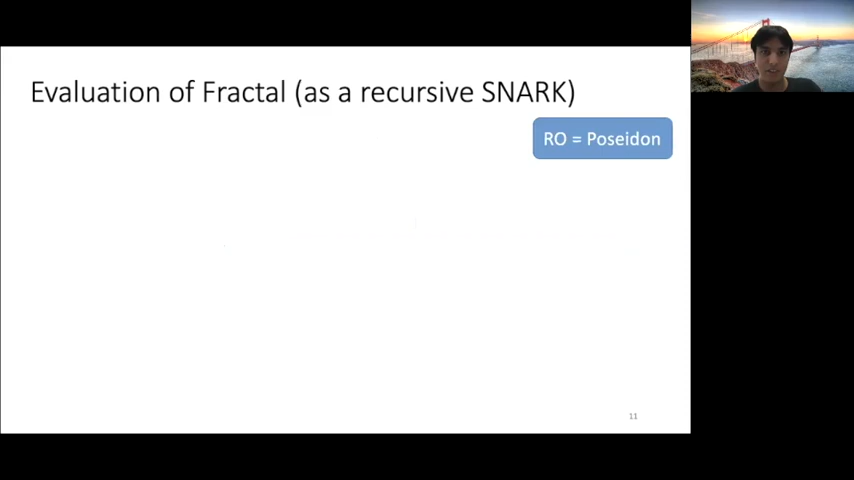 Evaluation of Fractal (as a recursive SNARK)
RO = Poseidon
11